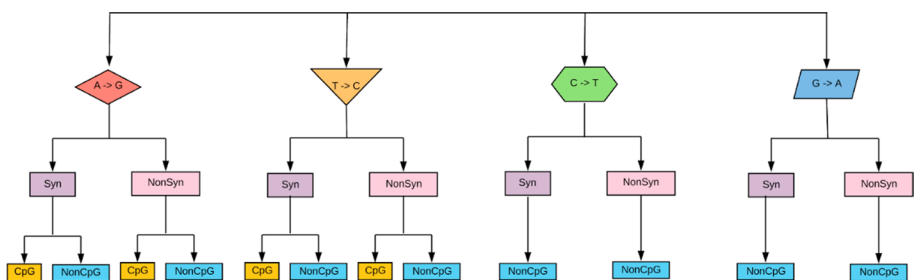 A -> G
T -> C
C -> T
G -> A
Syn
NonSyn
Syn
NonSyn
Syn
NonSyn
Syn
NonSyn
CpG
NonCpG
CpG
NonCpG
CpG
NonCpG
CpG
NonCpG
NonCpG
NonCpG
NonCpG
NonCpG